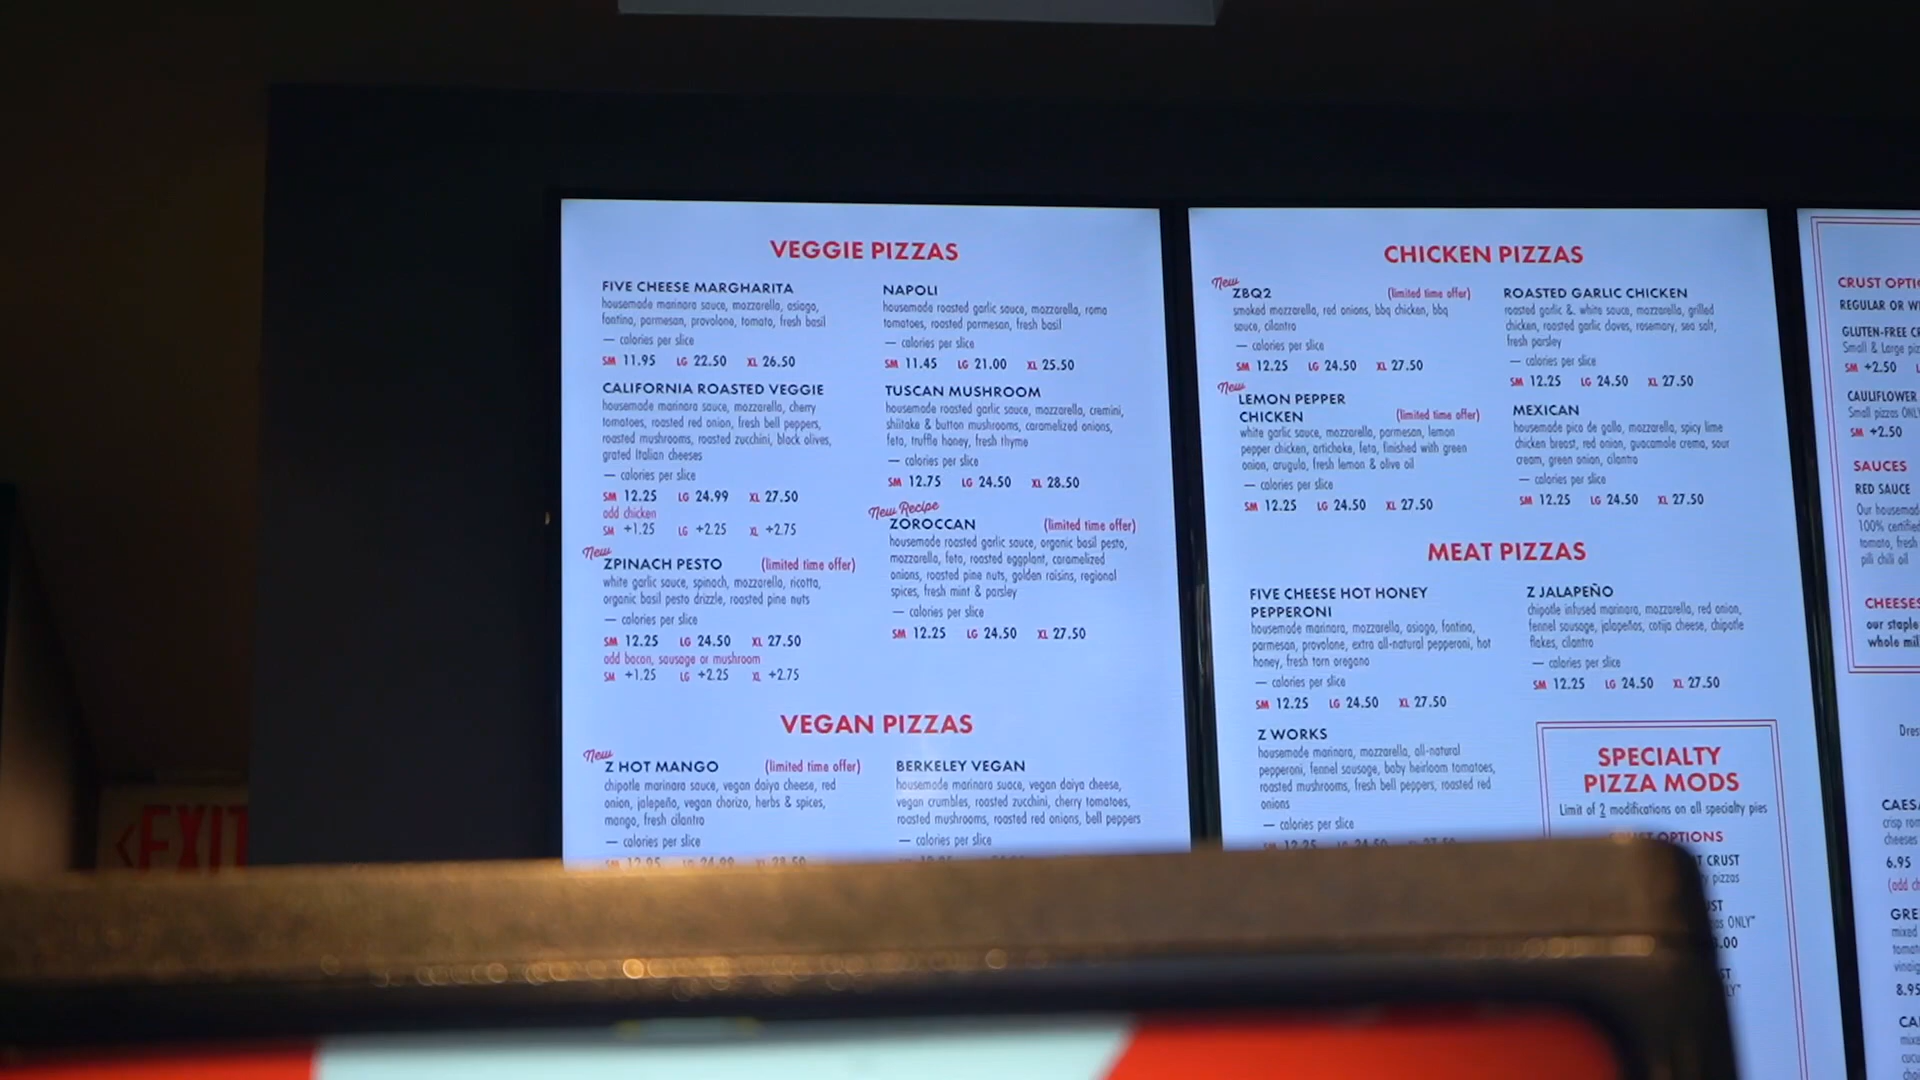 VEGGIE PIZZAS
FIVE CHEESE MARGHARITA
housemade marinara sauce, mozzarella, asiago,
fontina, parmesan, provolone, tomato, fresh basil
— calories per slice
SM 11.95 LG 22.50 XL 26.50
CALIFORNIA ROASTED VEGGIE
housemade marinara sauce, mozzarella, cherry
tomatoes, roasted red onion, fresh bell peppers,
roasted mushrooms, roasted zucchini, black olives,
grated Italian cheeses
— calories per slice
SM 12.25 LG 24.99 XL 27.50
add chicken
SM +1.25 LG +2.25 XL +2.75
New
ZPINACH PESTO (limited time offer)
white garlic sauce, spinach, mozzarella, ricotta,
organic basil pesto drizzle, roasted pine nuts
— calories per slice
SM 12.25 LG 24.50 XL 27.50
add bacon, sausage or mushroom
SM +1.25 LG +2.25 XL +2.75
NAPOLI
housemade roasted garlic sauce, mozzarella, roma
tomatoes, roasted parmesan, fresh basil
— calories per slice
SM 11.45 LG 21.00 XL 25.50
TUSCAN MUSHROOM
housemade roasted garlic sauce, mozzarella, cremini,
shiitake & button mushrooms, caramelized onions,
feta, truffle honey, fresh thyme
— calories per slice
SM 12.75 LG 24.50 XL 28.50
New Recipe
ZOROCCAN (limited time offer)
housemade roasted garlic sauce, organic basil pesto,
mozzarella, feta, roasted eggplant, caramelized
onions, roasted pine nuts, golden raisins, regional
spices, fresh mint & parsley
— calories per slice
SM 12.25 LG 24.50 XL 27.50
VEGAN PIZZAS
New
Z HOT MANGO (limited time offer)
chipotle marinara sauce, vegan daiya cheese, red
onion, jalapeño, vegan chorizo, herbs & spices,
mango, fresh cilantro
— calories per slice
BERKELEY VEGAN
housemade marinara suace, vegan daiya cheese,
vegan crumbles, roasted zucchini, cherry tomatoes,
roasted mushrooms, roasted red onions, bell peppers
— calories per slice
CHICKEN PIZZAS
New
ZBQ2 (limited time offer)
smoked mozzarella, red onions, bbq chicken, bbq
sauce, cilantro
— calories per slice
SM 12.25 LG 24.50 XL 27.50
New
LEMON PEPPER
CHICKEN (limited time offer)
white garlic sauce, mozzarella, parmesan, lemon
pepper chicken, artichoke, feta, finished with green
onion, arugula, fresh lemon & olive oil
— calories per slice
SM 12.25 LG 24.50 XL 27.50
ROASTED GARLIC CHICKEN
roasted garlic & white sauce, mozzarella, grilled
chicken, roasted garlic cloves, rosemary, sea salt,
fresh parsley
— calories per slice
SM 12.25 LG 24.50 XL 27.50
MEXICAN
housemade pico de gallo, mozzarella, spicy lime
chicken breast, red onion, guacamole crema, sour
cream, green onion, cilantro
— calories per slice
SM 12.25 LG 24.50 XL 27.50
MEAT PIZZAS
FIVE CHEESE HOT HONEY
PEPPERONI
housemade marinara, mozzarella, asiago, fontina,
parmesan, provolone, extra all-natural pepperoni, hot
honey, fresh torn oregano
— calories per slice
SM 12.25 LG 24.50 XL 27.50
Z WORKS
housemade marinara, mozzarella, all-natural
pepperoni, fennel sausage, baby heirloom tomatoes,
roasted mushrooms, fresh bell peppers, roasted red
onions
— calories per slice
Z JALAPEÑO
chipotle infused marinara, mozzarella, red onion,
fennel sausage, jalapeños, cotija cheese, chipotle
flakes, cilantro
— calories per slice
SM 12.25 LG 24.50 XL 27.50
SPECIALTY
PIZZA MODS
Limit of 2 modifications on all specialty pies
OPTIONS
CRUST
pizzas
ONLY"
CRUST
REGULAR OR
GLUTEN-FREE
Small & Large
SM +2.50
CAULIFLOWER
Small pizzas
SM +2.50
SAUCES
RED SAUCE
Our
100%
tomato, fresh
pili chili oil
CHEESES
our staple
whole
crisp
cheeses
6.95
(add
mixed
8.95
EXIT